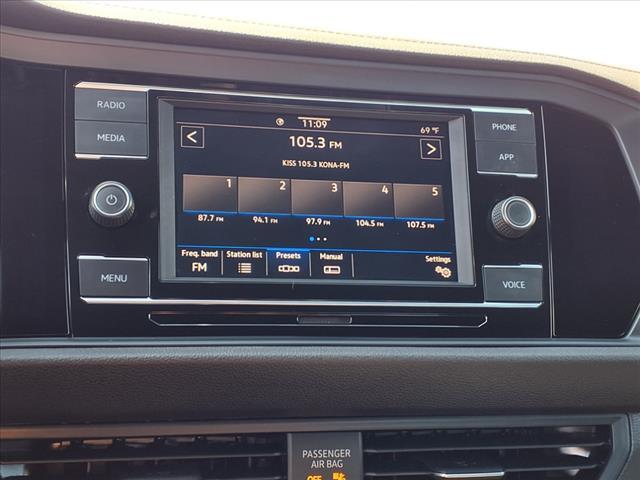 RADIO
MEDIA
MENU
11:09
69 °F
105.3 FM
KISS 105.3 KONA-FM
1 2 3 4 5
87.7 FM 94.1 FM 97.9 FM 104.5 FM 107.5 FM
Freq. band Station list Presets Manual Settings
FM
PHONE
APP
VOICE
PASSENGER
AIR BAG
OFF